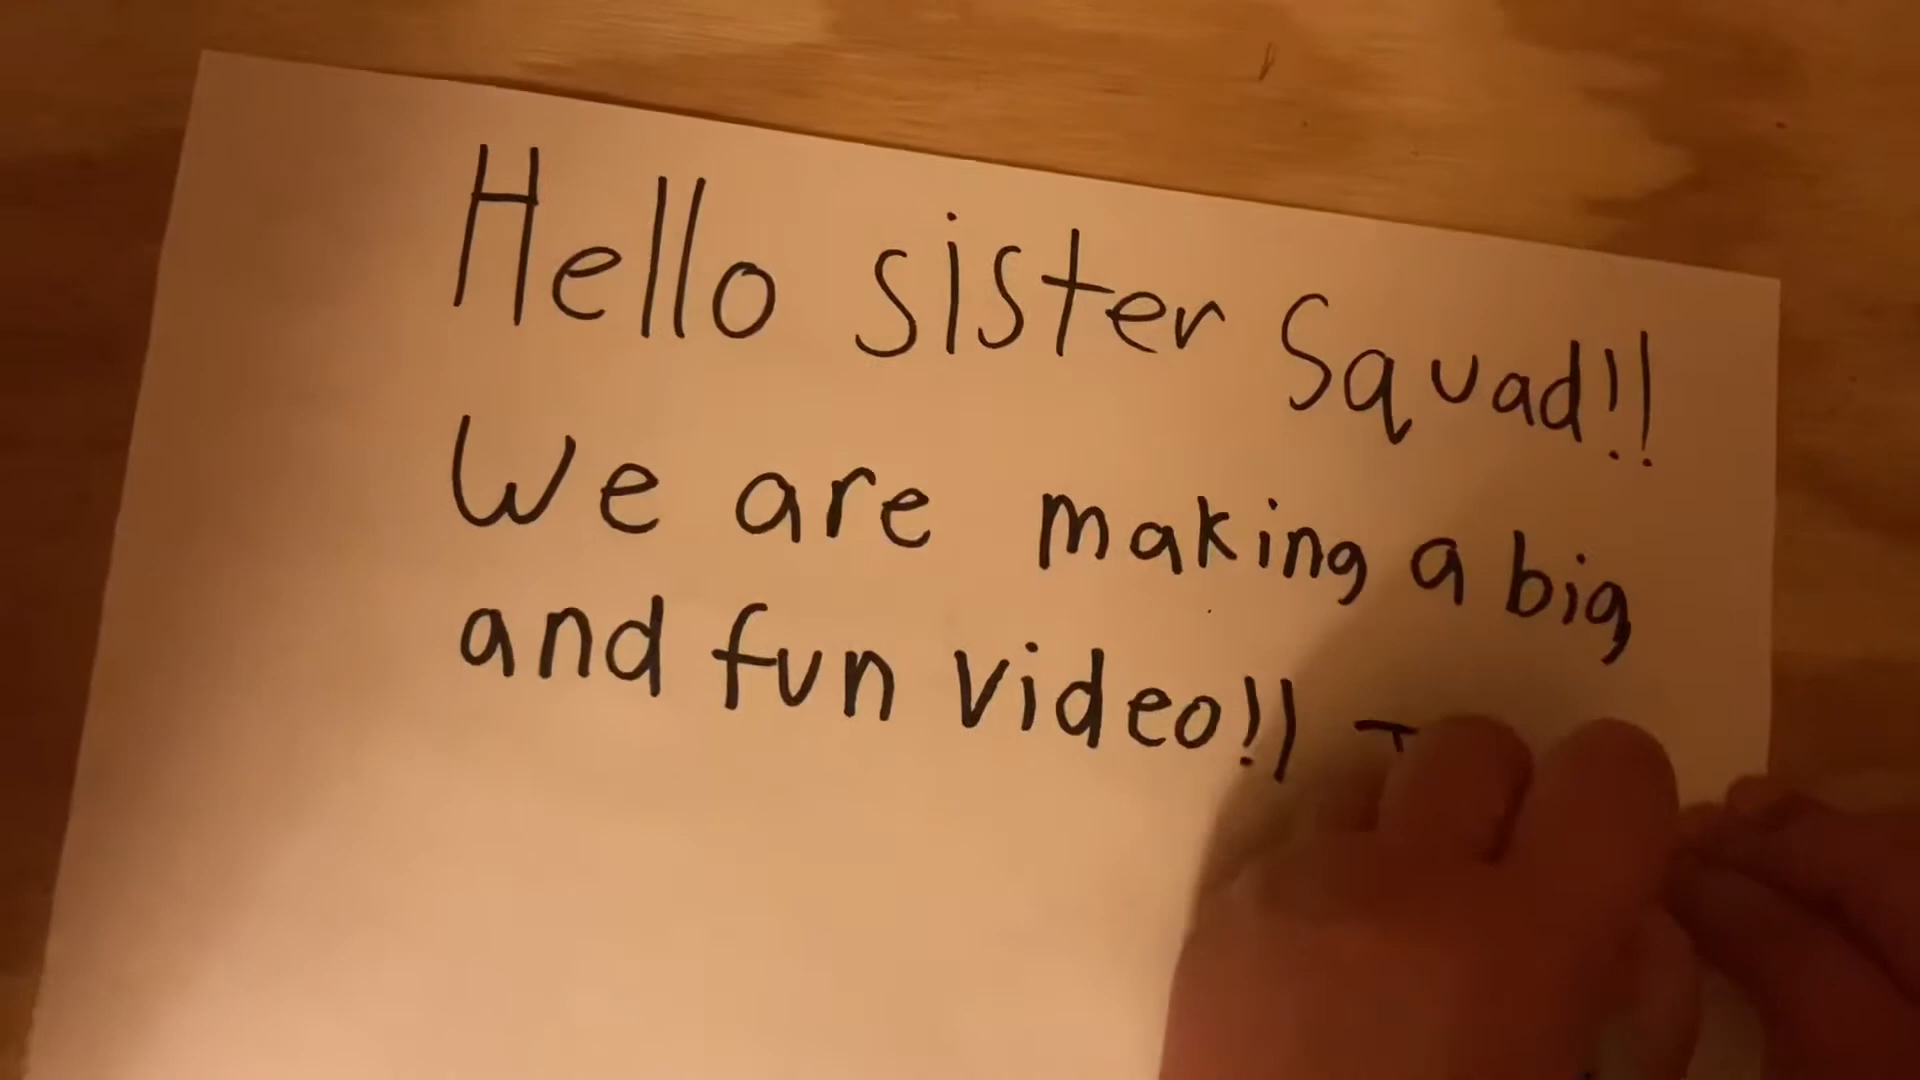 Hello sister Squad!!
We are making a big
and fun video!!